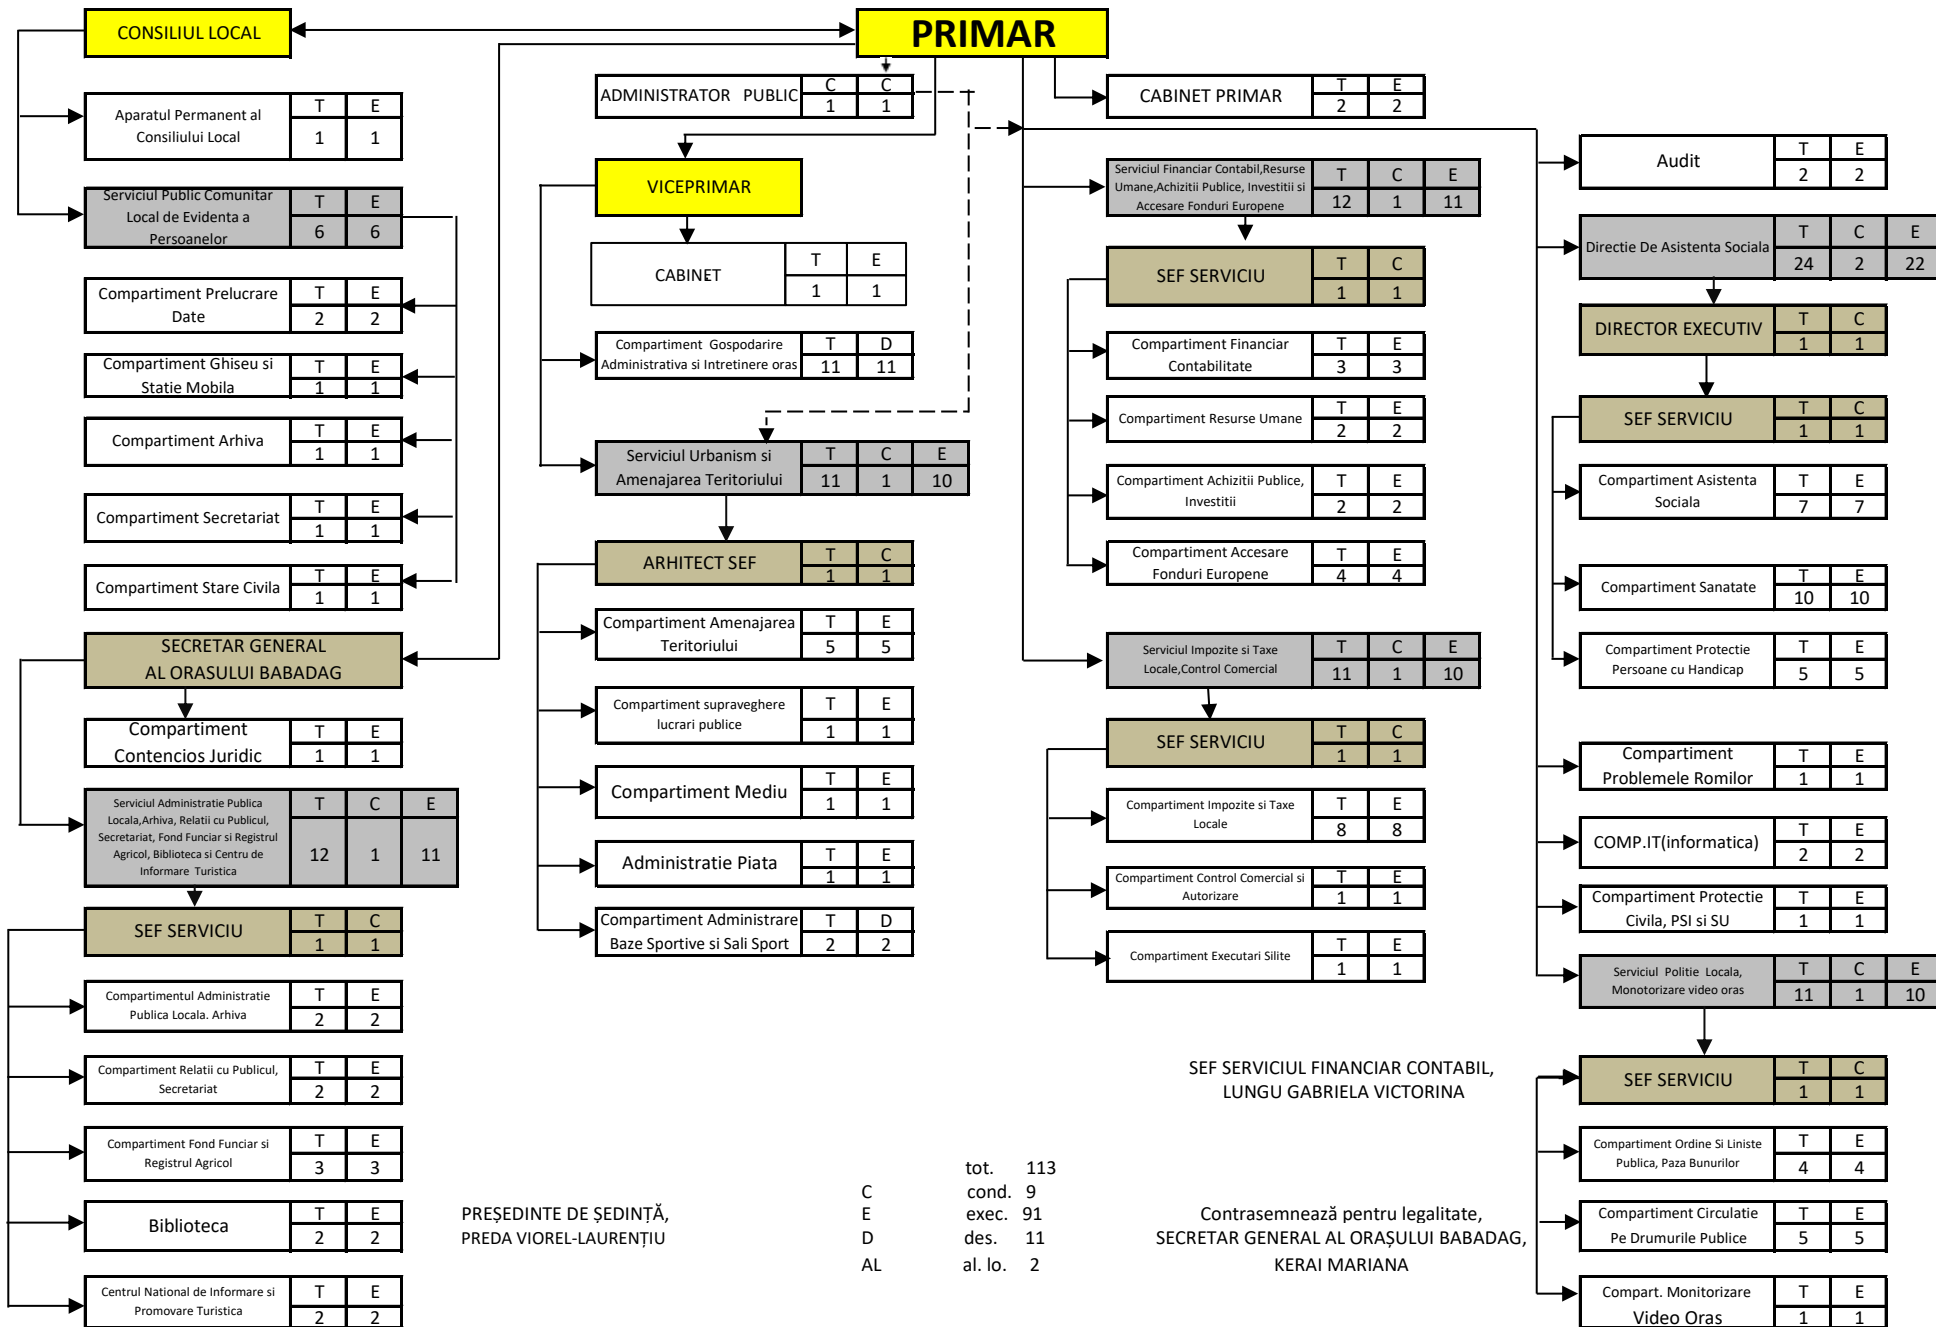 CONSILIUL LOCAL
PRIMAR
ADMINISTRATOR PUBLIC
C C
1 1
CABINET PRIMAR
T E
2 2
Aparatul Permanent al
Consiliului Local
T E
1 1
Serviciul Public Comunitar
Local de Evidenta a
Persoanelor
T E
6 6
Compartiment Prelucrare
Date
T E
2 2
Compartiment Ghiseu si
Statie Mobila
T E
1 1
Compartiment Arhiva
T E
1 1
Compartiment Secretariat
T E
1 1
Compartiment Stare Civila
T E
1 1
SECRETAR GENERAL
AL ORASULUI BABADAG
Compartiment
Contencios Juridic
T E
1 1
Serviciul Administratie Publica
Locala,Arhiva, Relatii cu Publicul,
Secretariat, Fond Funciar si Registrul
Agricol, Biblioteca si Centru de
Informare Turistica
T C E
12 1 11
SEF SERVICIU
T C
1 1
Compartimentul Administratie
Publica Locala. Arhiva
T E
2 2
Compartiment Relatii cu Publicul,
Secretariat
T E
2 2
Compartiment Fond Funciar si
Registrul Agricol
T E
3 3
Biblioteca
T E
2 2
Centrul National de Informare si
Promovare Turistica
T E
2 2
VICEPRIMAR
CABINET
T E
1 1
Compartiment Gospodarire
Administrativa si Intretinere oras
T D
11 11
Serviciul Urbanism si
Amenajarea Teritoriului
T C E
11 1 10
ARHITECT SEF
T C
1 1
Compartiment Amenajarea
Teritoriului
T E
5 5
Compartiment supraveghere
lucrari publice
T E
1 1
Compartiment Mediu
T E
1 1
Administratie Piata
T E
1 1
Compartiment Administrare
Baze Sportive si Sali Sport
T D
2 2
Serviciul Financiar Contabil,Resurse
Umane,Achizitii Publice, Investitii si
Accesare Fonduri Europene
T C E
12 1 11
SEF SERVICIU
T C
1 1
Compartiment Financiar
Contabilitate
T E
3 3
Compartiment Resurse Umane
T E
2 2
Compartiment Achizitii Publice,
Investitii
T E
2 2
Compartiment Accesare
Fonduri Europene
T E
4 4
Serviciul Impozite si Taxe
Locale,Control Comercial
T C E
11 1 10
SEF SERVICIU
T C
1 1
Compartiment Impozite si Taxe
Locale
T E
8 8
Compartiment Control Comercial si
Autorizare
T E
1 1
Compartiment Executari Silite
T E
1 1
Audit
T E
2 2
Directie De Asistenta Sociala
T C E
24 2 22
DIRECTOR EXECUTIV
T C
1 1
SEF SERVICIU
T C
1 1
Compartiment Asistenta
Sociala
T E
7 7
Compartiment Sanatate
T E
10 10
Compartiment Protectie
Persoane cu Handicap
T E
5 5
Compartiment
Problemele Romilor
T E
1 1
COMP.IT(informatica)
T E
2 2
Compartiment Protectie
Civila, PSI si SU
T E
1 1
Serviciul Politie Locala,
Monotorizare video oras
T C E
11 1 10
SEF SERVICIU
T C
1 1
Compartiment Ordine Si Liniste
Publica, Paza Bunurilor
T E
4 4
Compartiment Circulatie
Pe Drumurile Publice
T E
5 5
Compart. Monitorizare
Video Oras
T E
1 1
SEF SERVICIUL FINANCIAR CONTABIL,
LUNGU GABRIELA VICTORINA
PREȘEDINTE DE ȘEDINȚĂ,
PREDA VIOREL-LAURENȚIU
tot. 113
C cond. 9
E exec. 91
D des. 11
AL al. lo. 2
Contrasemnează pentru legalitate,
SECRETAR GENERAL AL ORAȘULUI BABADAG,
KERAI MARIANA